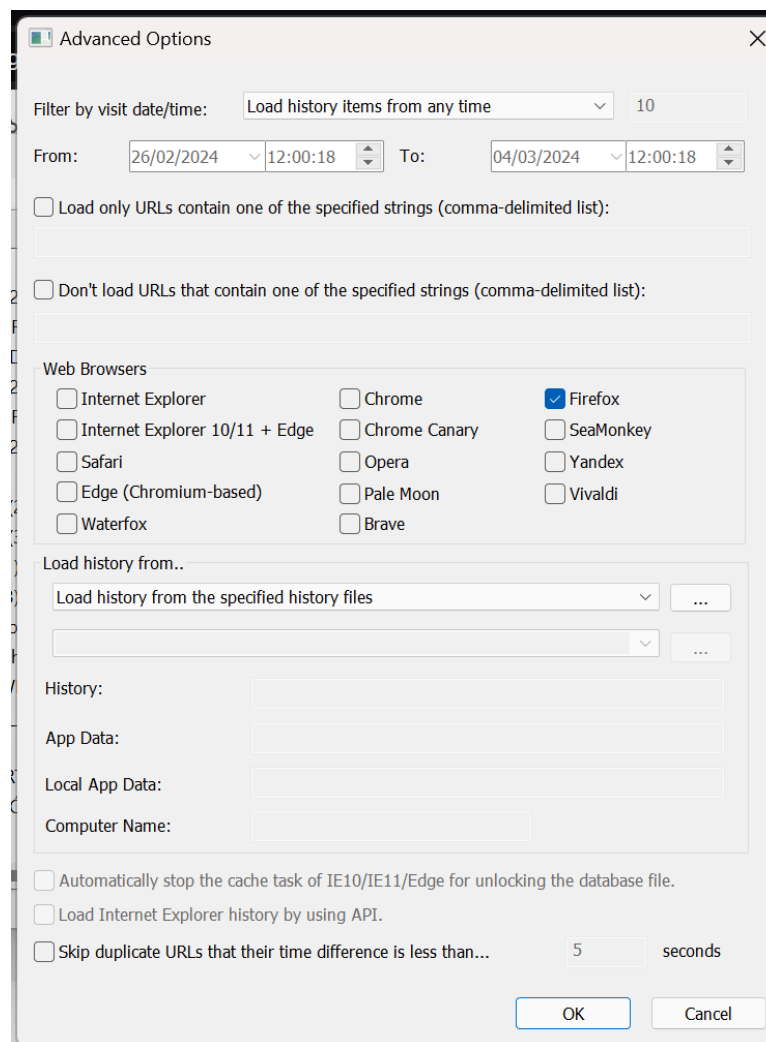 Advanced Options
Filter by visit date/time: Load history items from any time 10
From: 26/02/2024 12:00:18 To: 04/03/2024 12:00:18
Load only URLs contain one of the specified strings (comma-delimited list):
Don't load URLs that contain one of the specified strings (comma-delimited list):
Web Browsers
Internet Explorer Chrome Firefox
Internet Explorer 10/11 + Edge Chrome Canary SeaMonkey
Safari Opera Yandex
Edge (Chromium-based) Pale Moon Vivaldi
Waterfox Brave
Load history from..
Load history from the specified history files ...
...
History:
App Data:
Local App Data:
Computer Name:
Automatically stop the cache task of IE10/IE11/Edge for unlocking the database file.
Load Internet Explorer history by using API.
Skip duplicate URLs that their time difference is less than... 5 seconds
OK Cancel